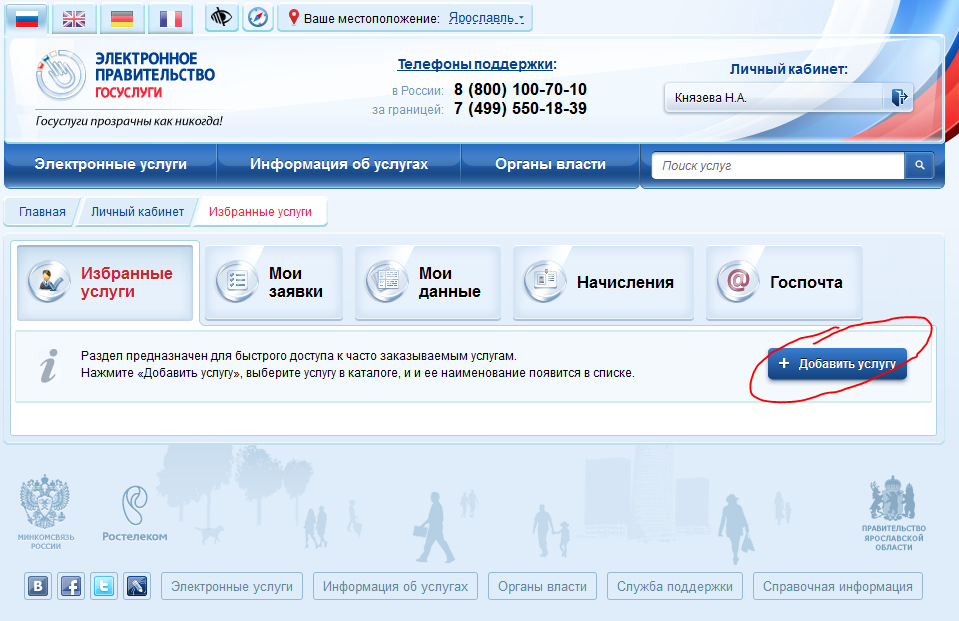 Ваше местоположение: Ярославль
ЭЛЕКТРОННОЕ
ПРАВИТЕЛЬСТВО
ГОСУСЛУГИ
Госуслуги прозрачны как никогда!
Телефоны поддержки:
в России: 8 (800) 100-70-10
за границей: 7 (499) 550-18-39
Личный кабинет:
Князева Н.А.
Электронные услуги
Информация об услугах
Органы власти
Поиск услуг
Главная
Личный кабинет
Избранные услуги
Избранные
услуги
Мои
заявки
Мои
данные
Начисления
Госпочта
Раздел предназначен для быстрого доступа к часто заказываемым услугам.
Нажмите «Добавить услугу», выберите услугу в каталоге, и и ее наименование появится в списке.
+ Добавить услугу
МИНКОМСВЯЗЬ
РОССИИ
Ростелеком
ПРАВИТЕЛЬСТВО
ЯРОСЛАВСКОЙ
ОБЛАСТИ
Электронные услуги
Информация об услугах
Органы власти
Служба поддержки
Справочная информация